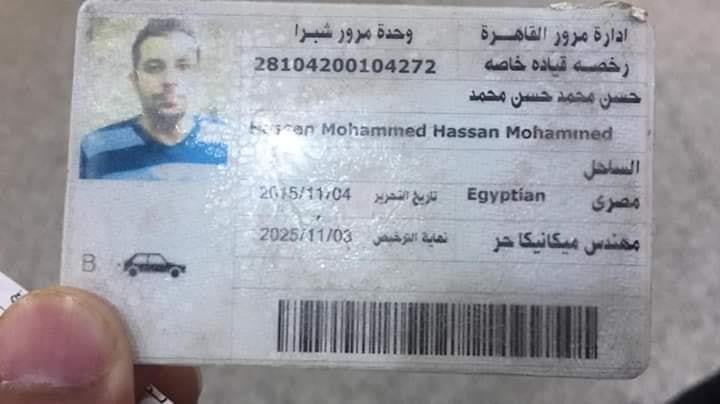 ادارة مرور القاهرة وحدة مرور شبرا
رخصه قياده خاصه 28104200104272
حسن محمد حسن محمد
Hassan Mohammed Hassan Mohammed
الساحل
مصرى Egyptian تاريخ التحرير 2015/11/04
مهندس ميكانيكا حر نهاية الترخيص 2025/11/03
B